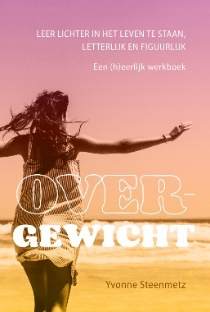 LEER LICHTER IN HET LEVEN TE STAAN,
LETTERLIJK EN FIGUURLIJK
Een (h)eerlijk werkboek
OVER-
GEWICHT
Yvonne Steenmetz